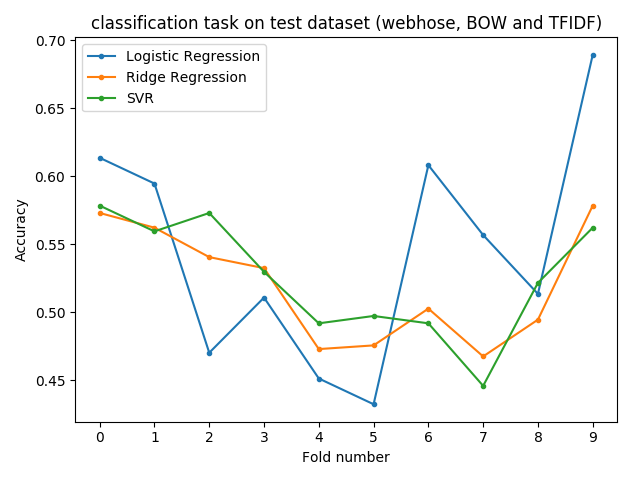 classification task on test dataset (webhose, BOW and TFIDF)
Logistic Regression
Ridge Regression
SVR
0.70
0.65
0.60
0.55
0.50
0.45
Accuracy
0 1 2 3 4 5 6 7 8 9
Fold number